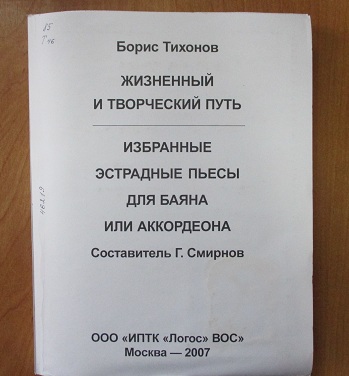 85
Борис Тихонов
ЖИЗНЕННЫЙ
И ТВОРЧЕСКИЙ ПУТЬ
ИЗБРАННЫЕ
ЭСТРАДНЫЕ ПЬЕСЫ
ДЛЯ БАЯНА
ИЛИ АККОРДЕОНА
Составитель Г. Смирнов
ООО «ИПТК «Логос» ВОС»
Москва — 2007